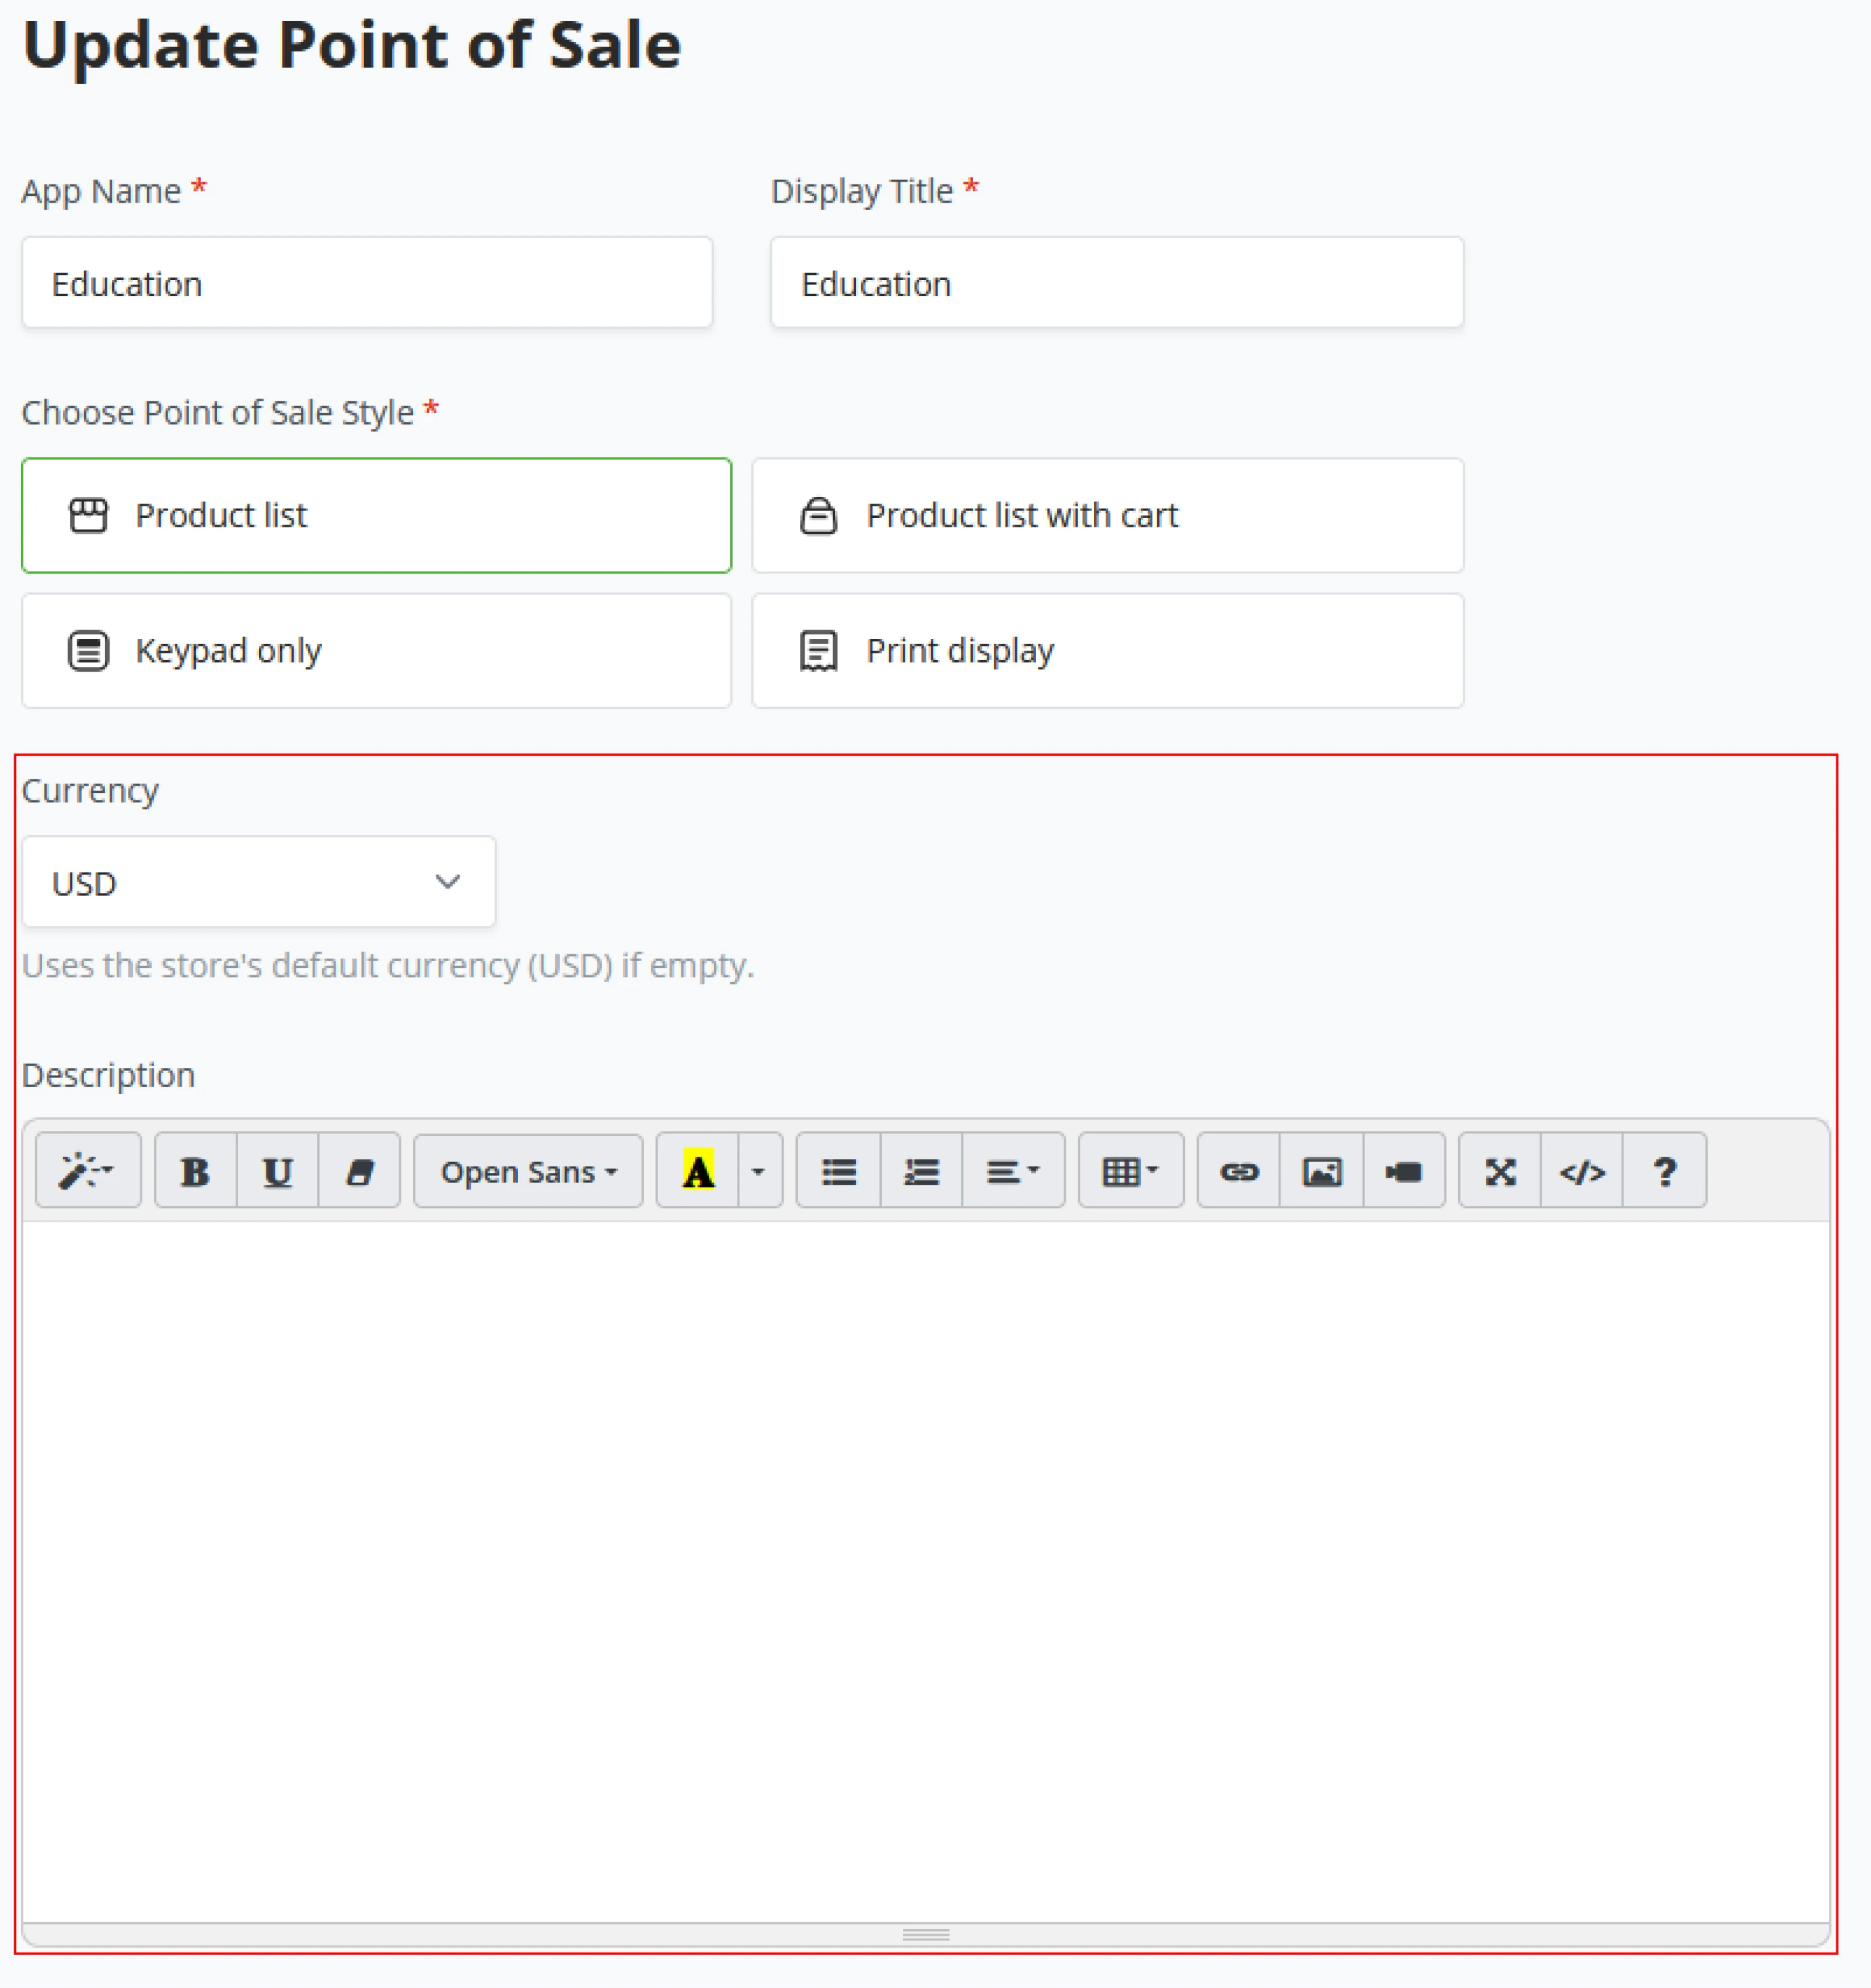 Update Point of Sale
App Name * Display Title *
Education Education
Choose Point of Sale Style *
Product list Product list with cart
Keypad only Print display
Currency
USD
Uses the store's default currency (USD) if empty.
Description
B U Open Sans A </> ?